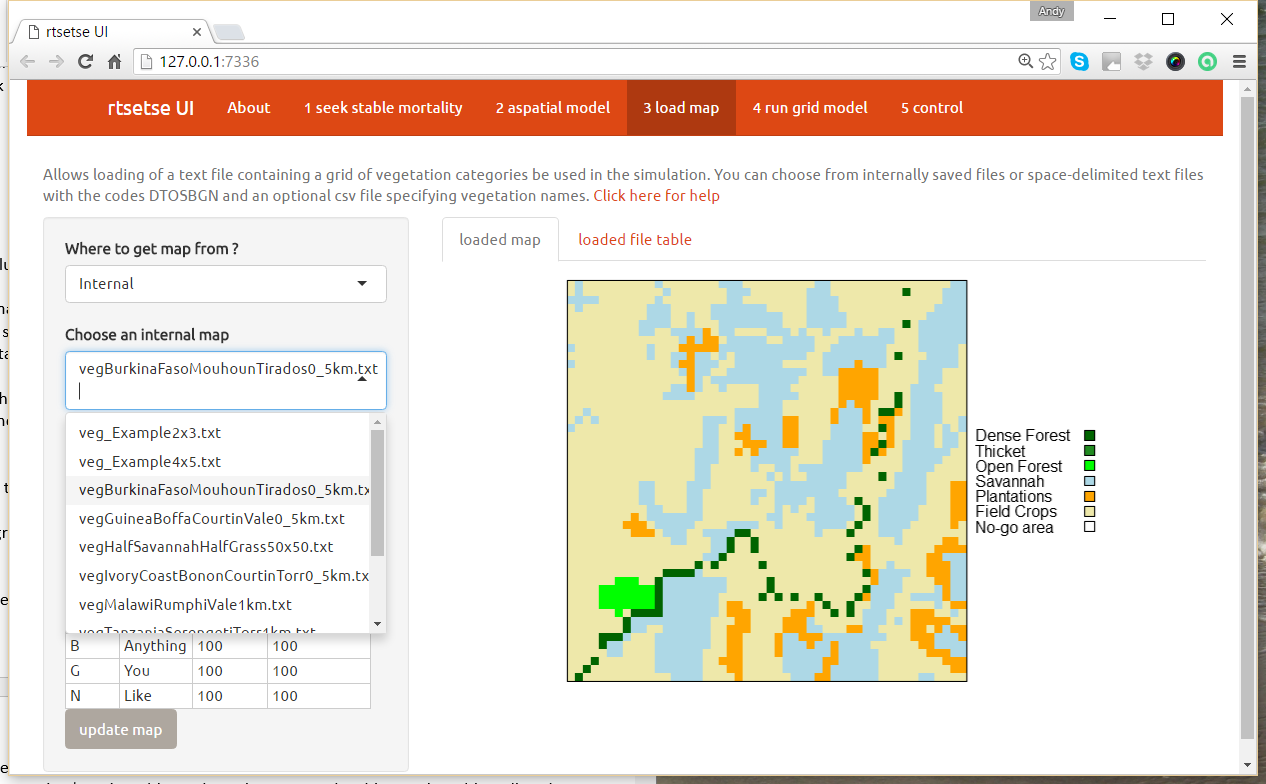 Andy
rtsetse UI
127.0.0.1:7336
rtsetse UI About 1 seek stable mortality 2 aspatial model 3 load map 4 run grid model 5 control
Allows loading of a text file containing a grid of vegetation categories be used in the simulation. You can choose from internally saved files or space-delimited text files
with the codes DTOSBGN and an optional csv file specifying vegetation names. Click here for help
Where to get map from ?
Internal
Choose an internal map
vegBurkinaFasoMouhounTirados0_5km.txt
veg_Example2x3.txt
veg_Example4x5.txt
vegBurkinaFasoMouhounTirados0_5km.tx
vegGuineaBoffaCourtinVale0_5km.txt
vegHalfSavannahHalfGrass50x50.txt
vegIvoryCoastBononCourtinTorr0_5km.tx
vegMalawiRumphiVale1km.txt
vegTanzaniaSerengetiTorr1km.txt
B Anything 100 100
G You 100 100
N Like 100 100
update map
loaded map loaded file table
Dense Forest
Thicket
Open Forest
Savannah
Plantations
Field Crops
No-go area